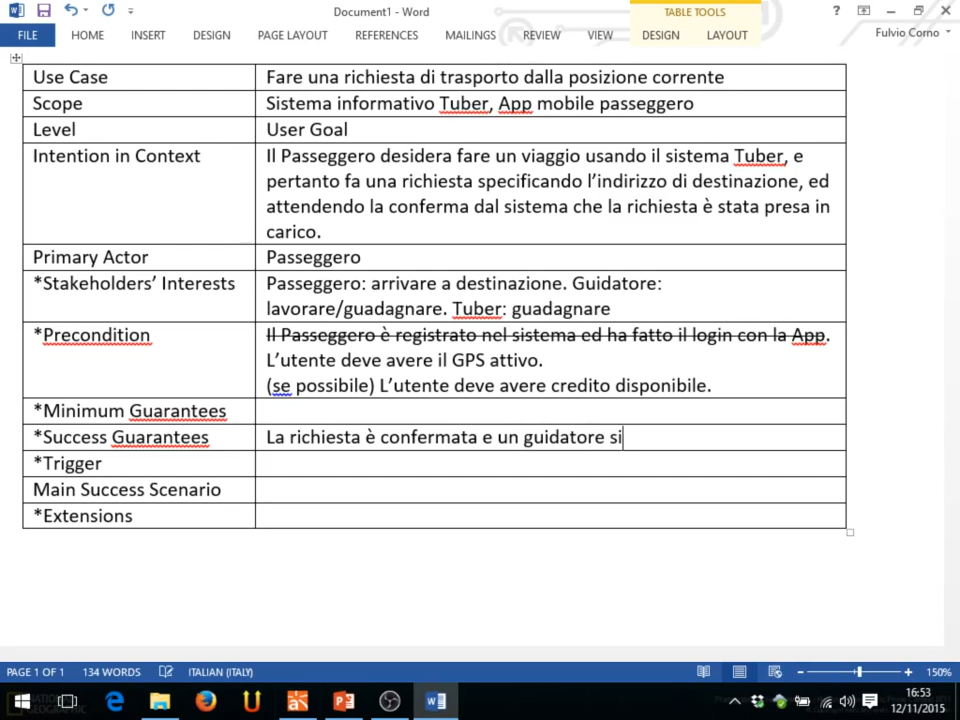 Document1 - Word
TABLE TOOLS
?
FILE
HOME
INSERT
DESIGN
PAGE LAYOUT
REFERENCES
MAILINGS
REVIEW
VIEW
DESIGN
LAYOUT
Fulvio Corno
Use Case
Fare una richiesta di trasporto dalla posizione corrente
Scope
Sistema informativo Tuber, App mobile passeggero
Level
User Goal
Intention in Context
Il Passeggero desidera fare un viaggio usando il sistema Tuber, e
pertanto fa una richiesta specificando l’indirizzo di destinazione, ed
attendendo la conferma dal sistema che la richiesta è stata presa in
carico.
Primary Actor
Passeggero
*Stakeholders’ Interests
Passeggero: arrivare a destinazione. Guidatore:
lavorare/guadagnare. Tuber: guadagnare
*Precondition
Il Passeggero è registrato nel sistema ed ha fatto il login con la App.
L’utente deve avere il GPS attivo.
(se possibile) L’utente deve avere credito disponibile.
*Minimum Guarantees
*Success Guarantees
La richiesta è confermata e un guidatore si
*Trigger
Main Success Scenario
*Extensions
PAGE 1 OF 1
134 WORDS
ITALIAN (ITALY)
150%
16:53
12/11/2015